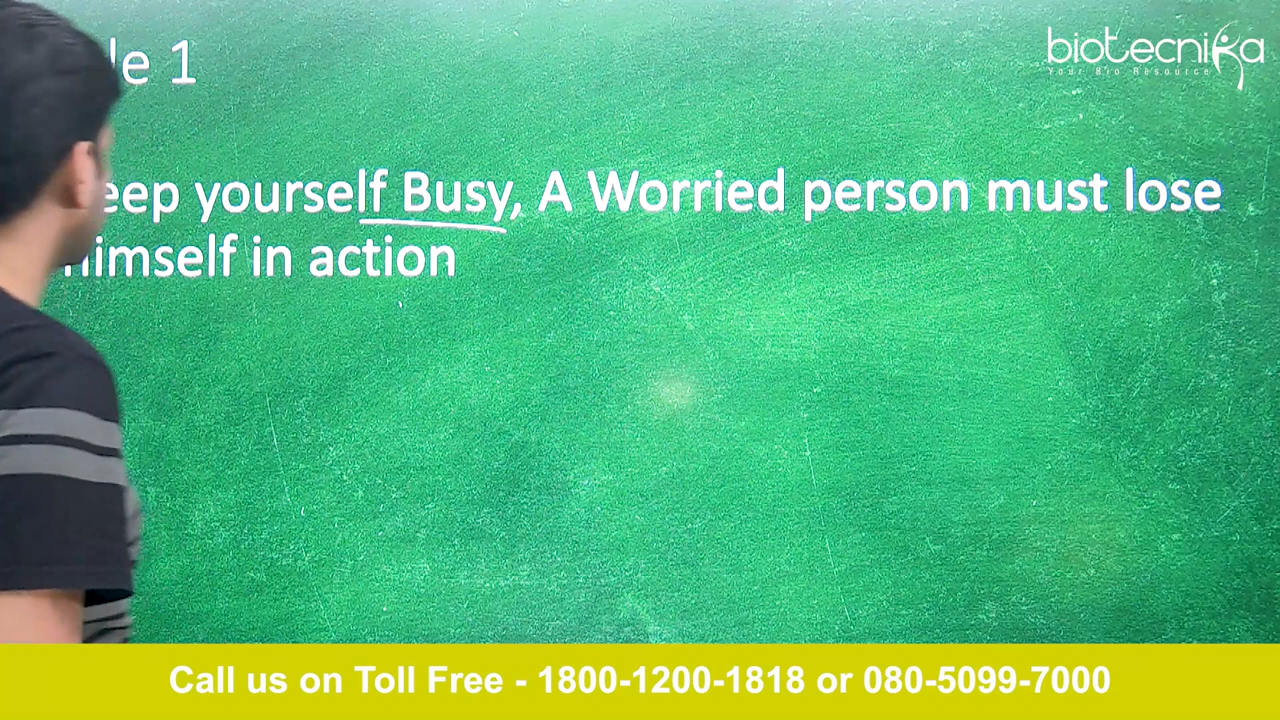 le 1
eep yourself Busy, A Worried person must lose
himself in action
biotecnika
Your Bio Resource
Call us on Toll Free - 1800-1200-1818 or 080-5099-7000